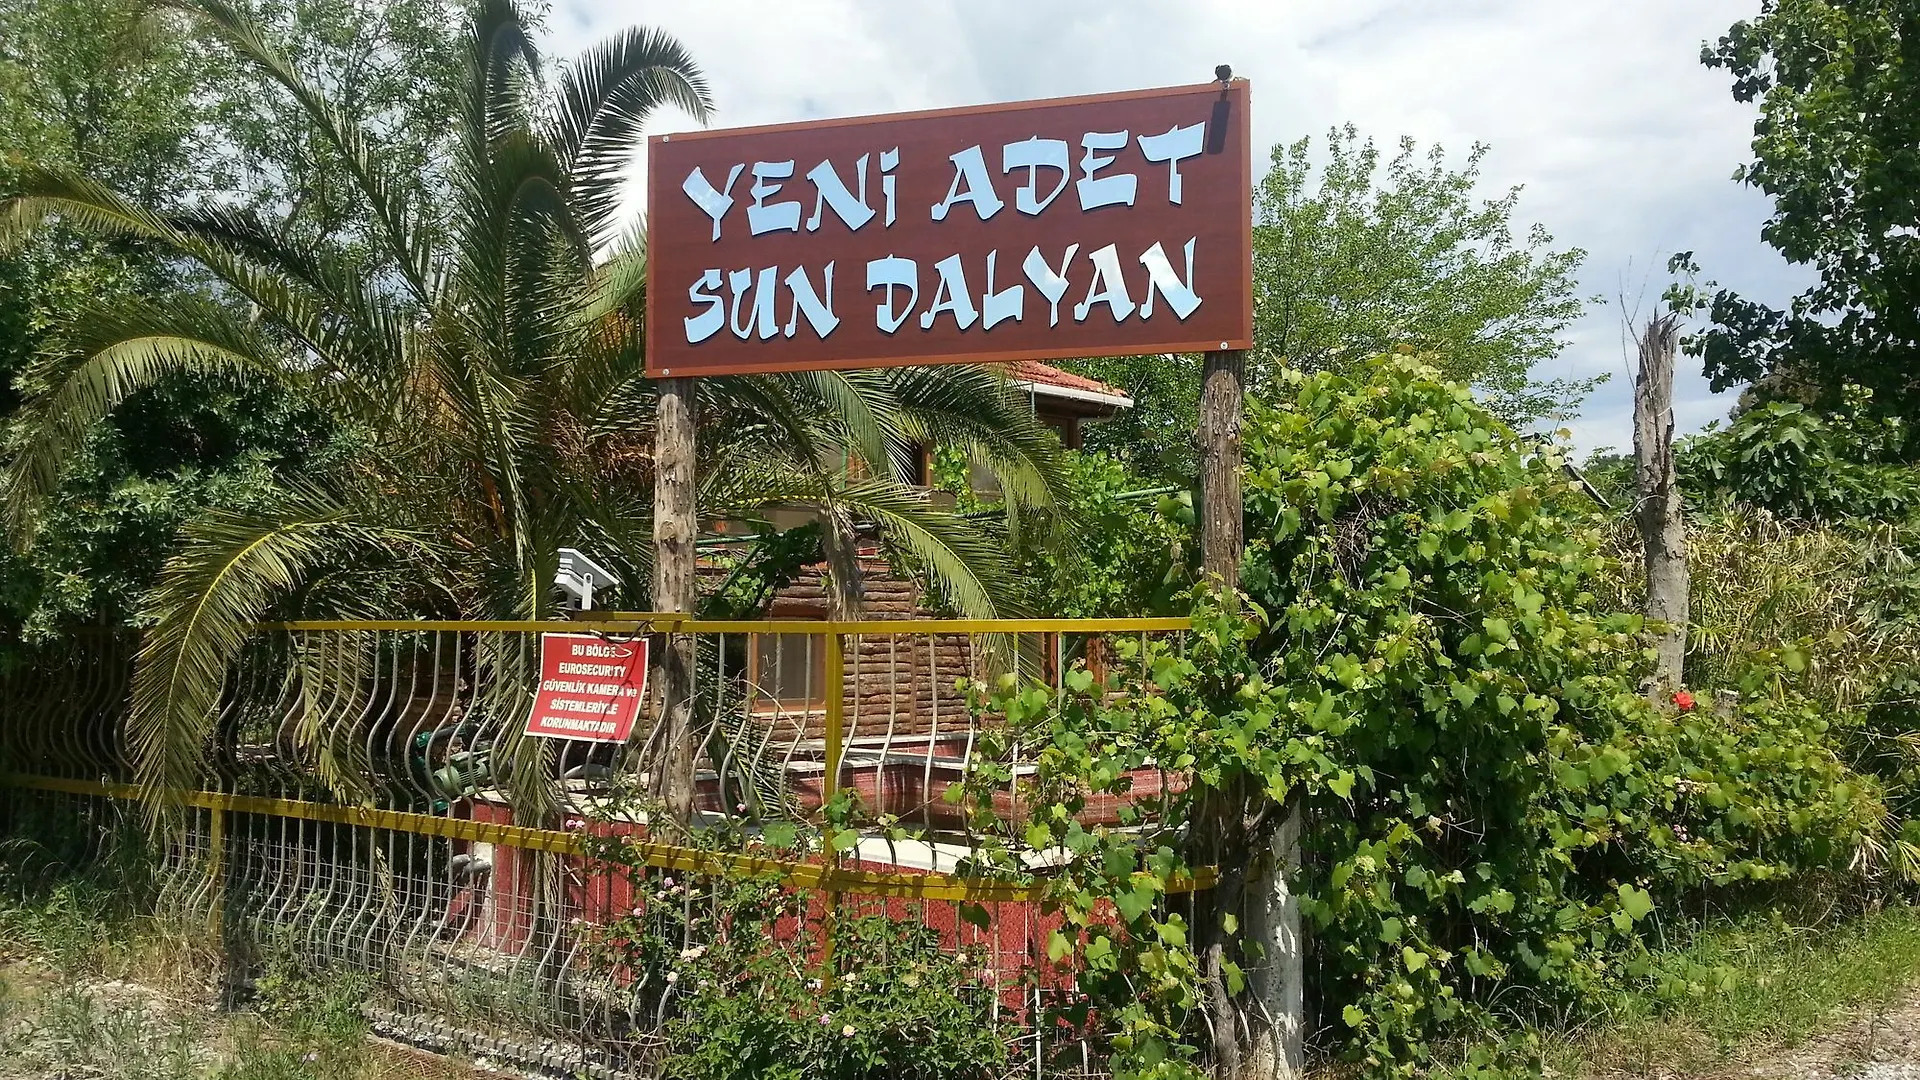 YENİ ADET
SUN DALYAN
BU BÖLGE
EUROSECURITY
GÜVENLİK KAMERA ve
SİSTEMLERİYLE
KORUNMAKTADIR